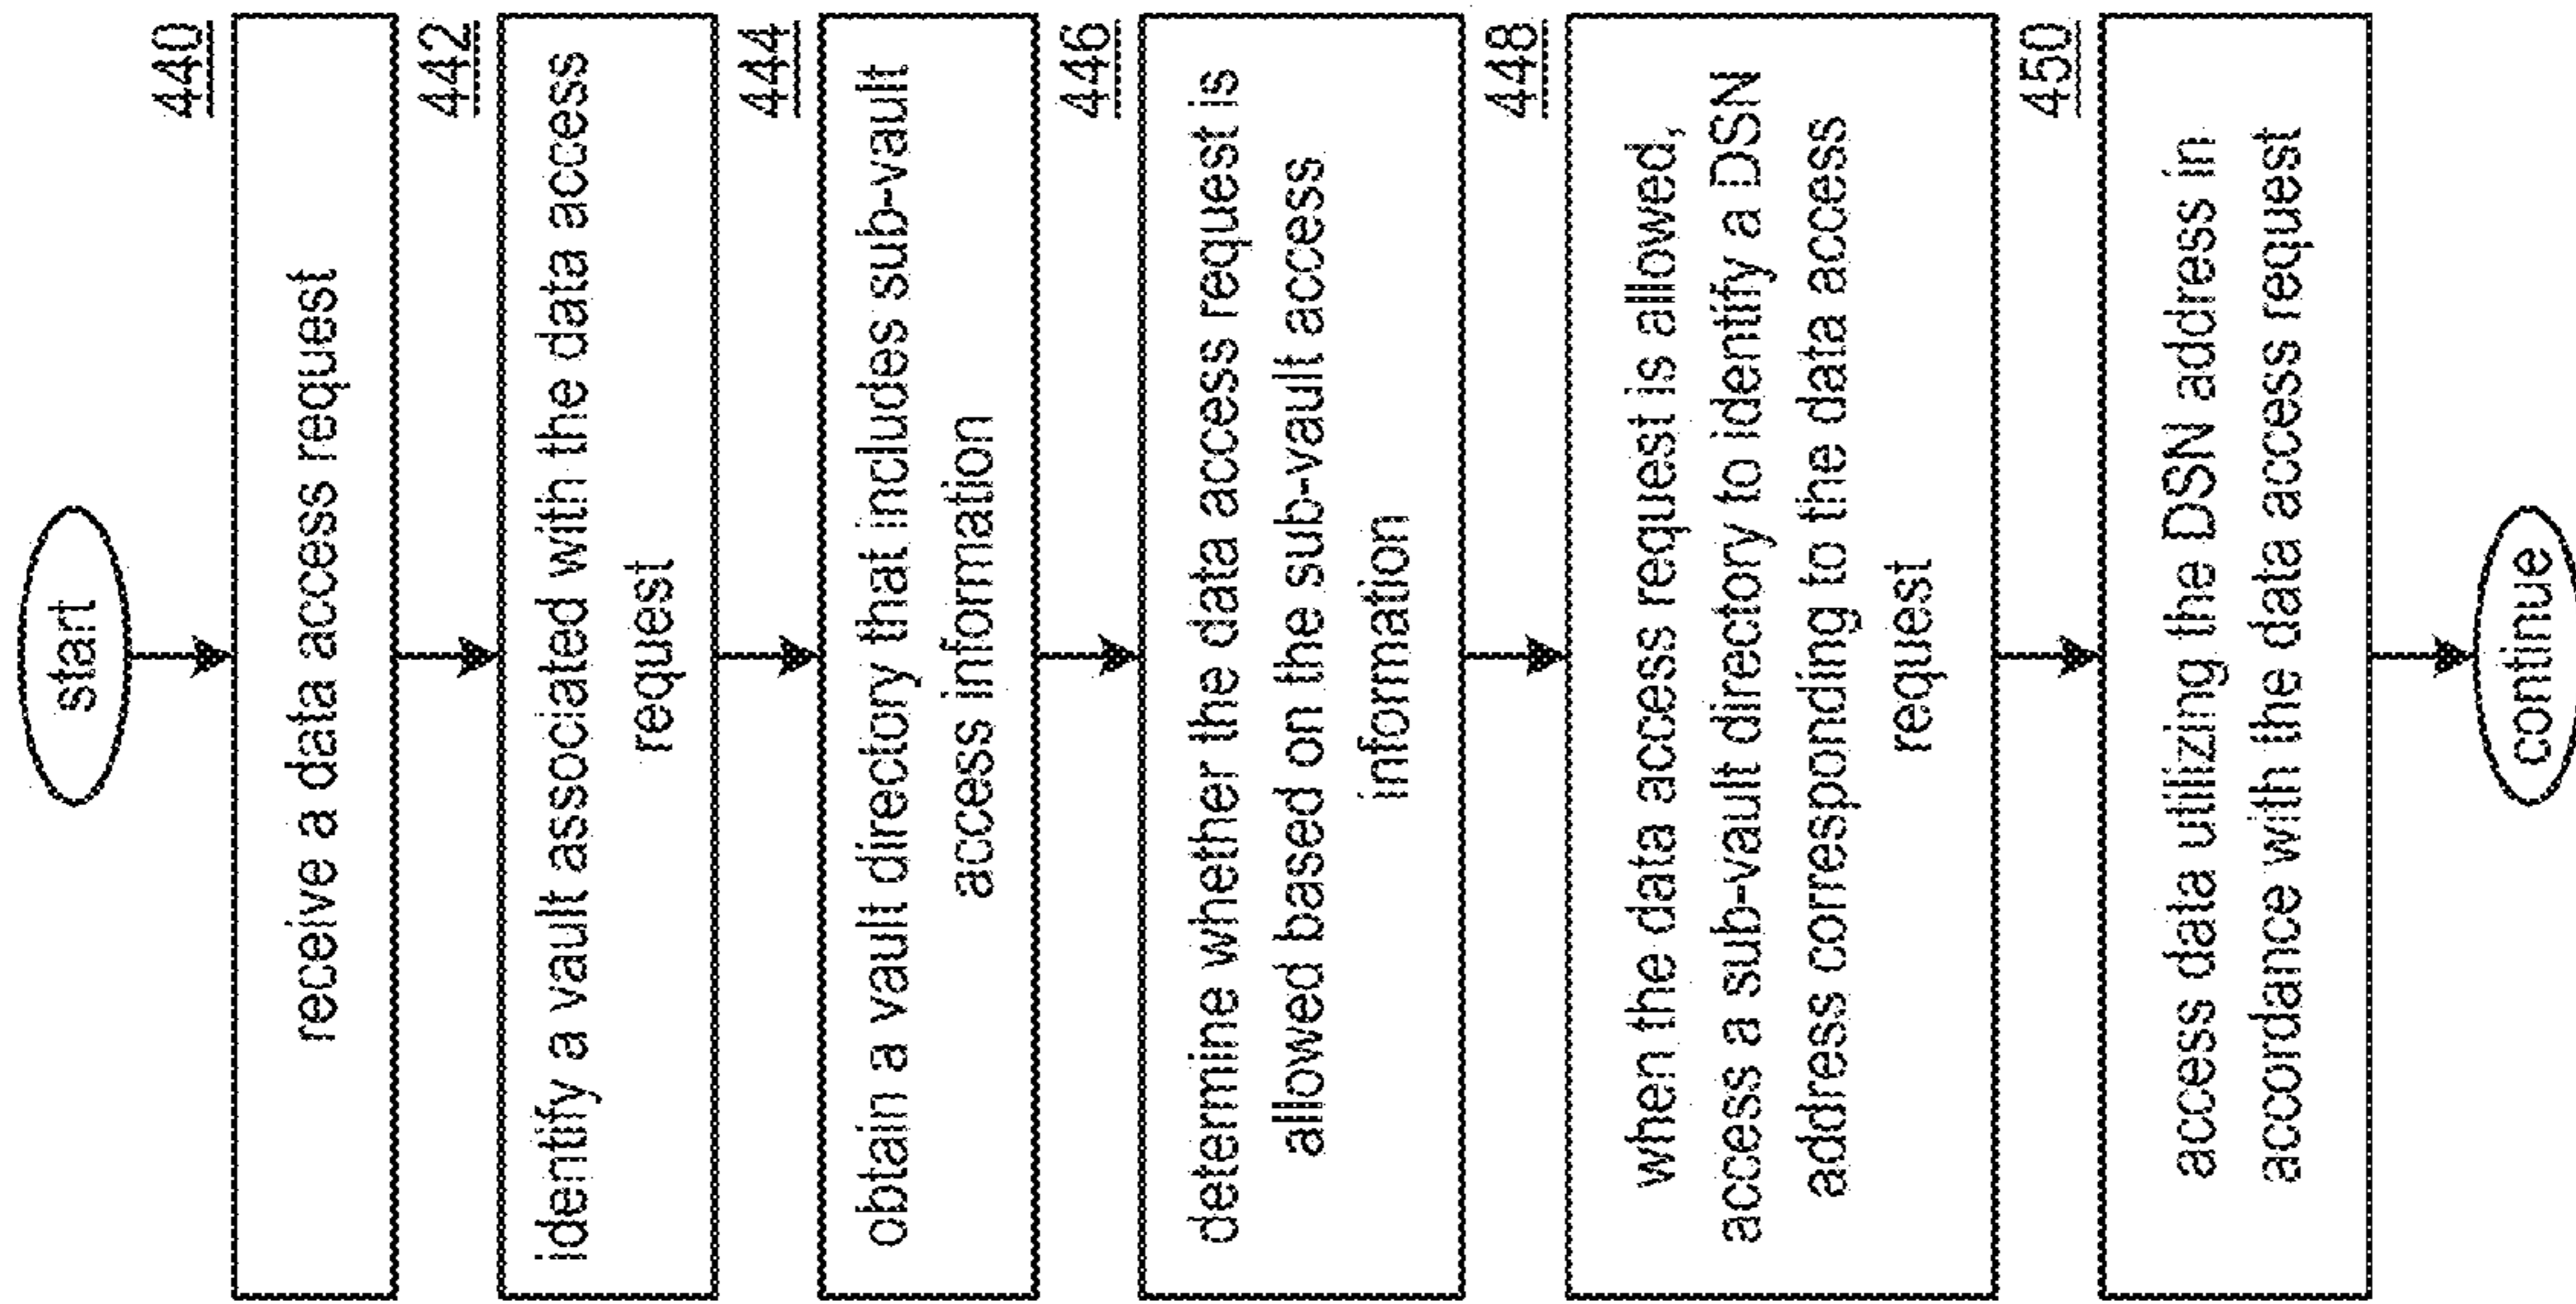 start
440
receive a data access request
442
identify a vault associated with the data access
request
444
obtain a vault directory that includes sub-vault
access information
446
determine whether the data access request is
allowed based on the sub-vault access
information
448
when the data access request is allowed,
access a sub-vault directory to identify a DSN
address corresponding to the data access
request
450
access data utilizing the DSN address in
accordance with the data access request
continue